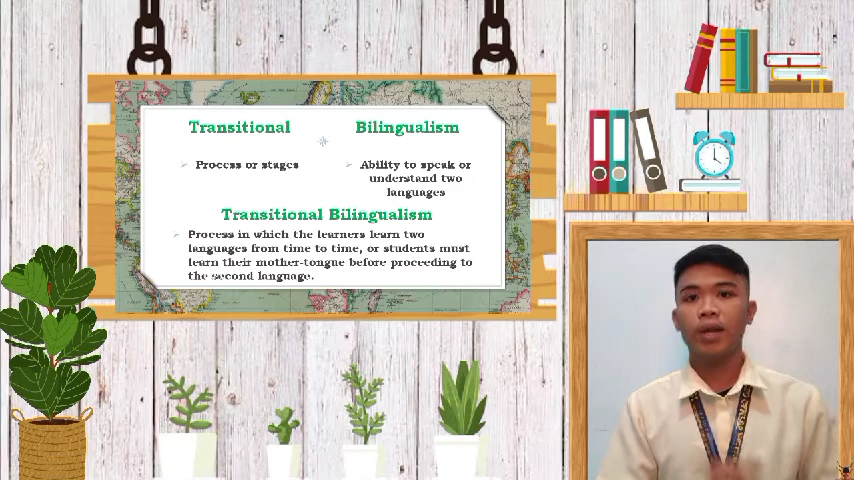 Transitional
Bilingualism
Process or stages
Ability to speak or
understand two
languages
Transitional Bilingualism
Process in which the learners learn two
languages from time to time, or students must
learn their mother-tongue before proceeding to
the second language.